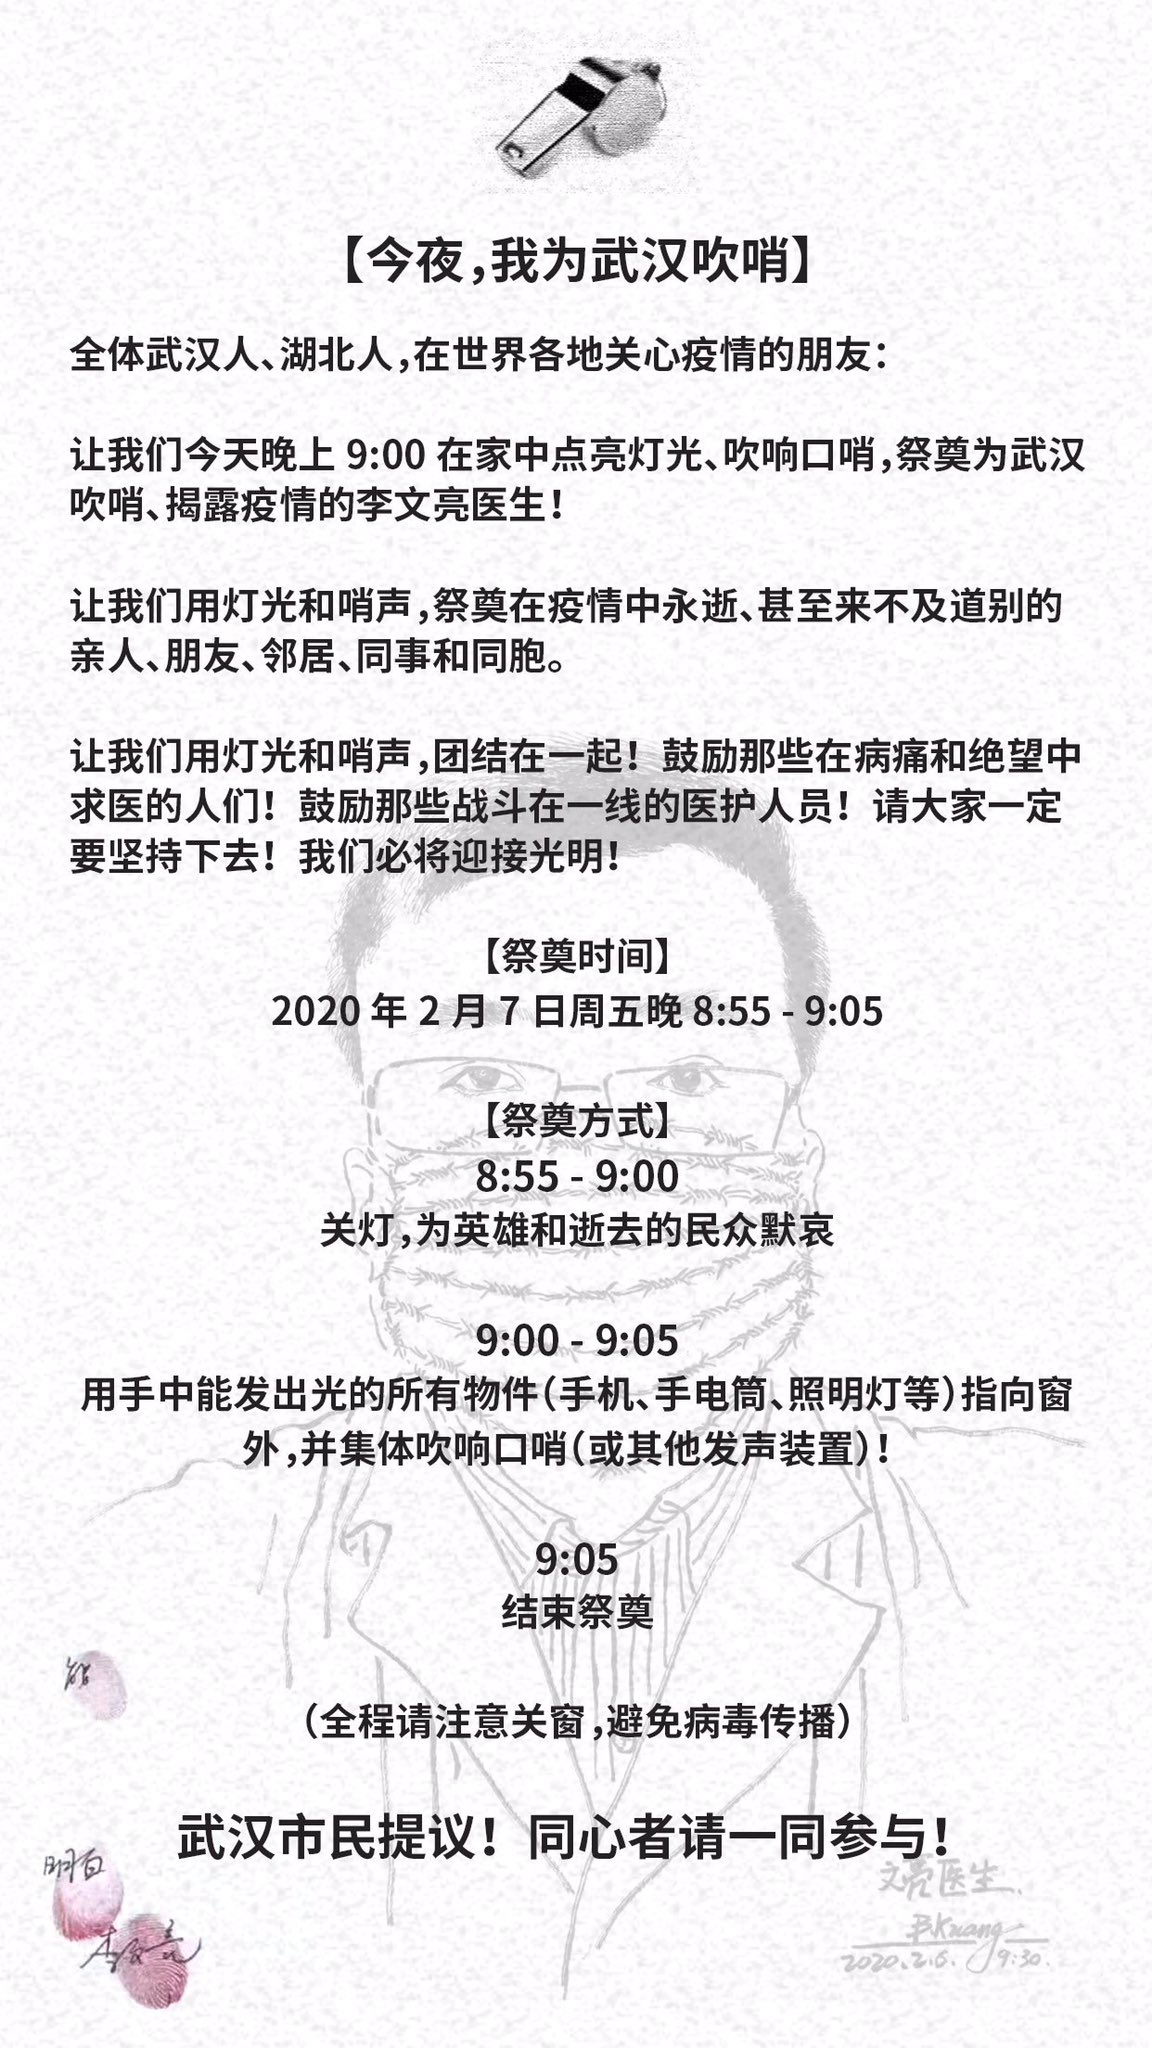 【今夜，我为武汉吹哨】
全体武汉人、湖北人，在世界各地关心疫情的朋友：
让我们今天晚上 9:00 在家中点亮灯光、吹响口哨，祭奠为武汉
吹哨、揭露疫情的李文亮医生！
让我们用灯光和哨声，祭奠在疫情中永逝、甚至来不及道别的
亲人、朋友、邻居、同事和同胞。
让我们用灯光和哨声，团结在一起！鼓励那些在病痛和绝望中
求医的人们！鼓励那些战斗在一线的医护人员！请大家一定
要坚持下去！我们必将迎接光明！
【祭奠时间】
2020 年 2 月 7 日周五晚 8:55 - 9:05
【祭奠方式】
8:55 - 9:00
关灯，为英雄和逝去的民众默哀
9:00 - 9:05
用手中能发出光的所有物件（手机、手电筒、照明灯等）指向窗
外，并集体吹响口哨（或其他发声装置）！
9:05
结束祭奠
能
（全程请注意关窗，避免病毒传播）
武汉市民提议！同心者请一同参与！
明白
李文亮
文亮医生.
Kuang
2020.2.6. 9:30.